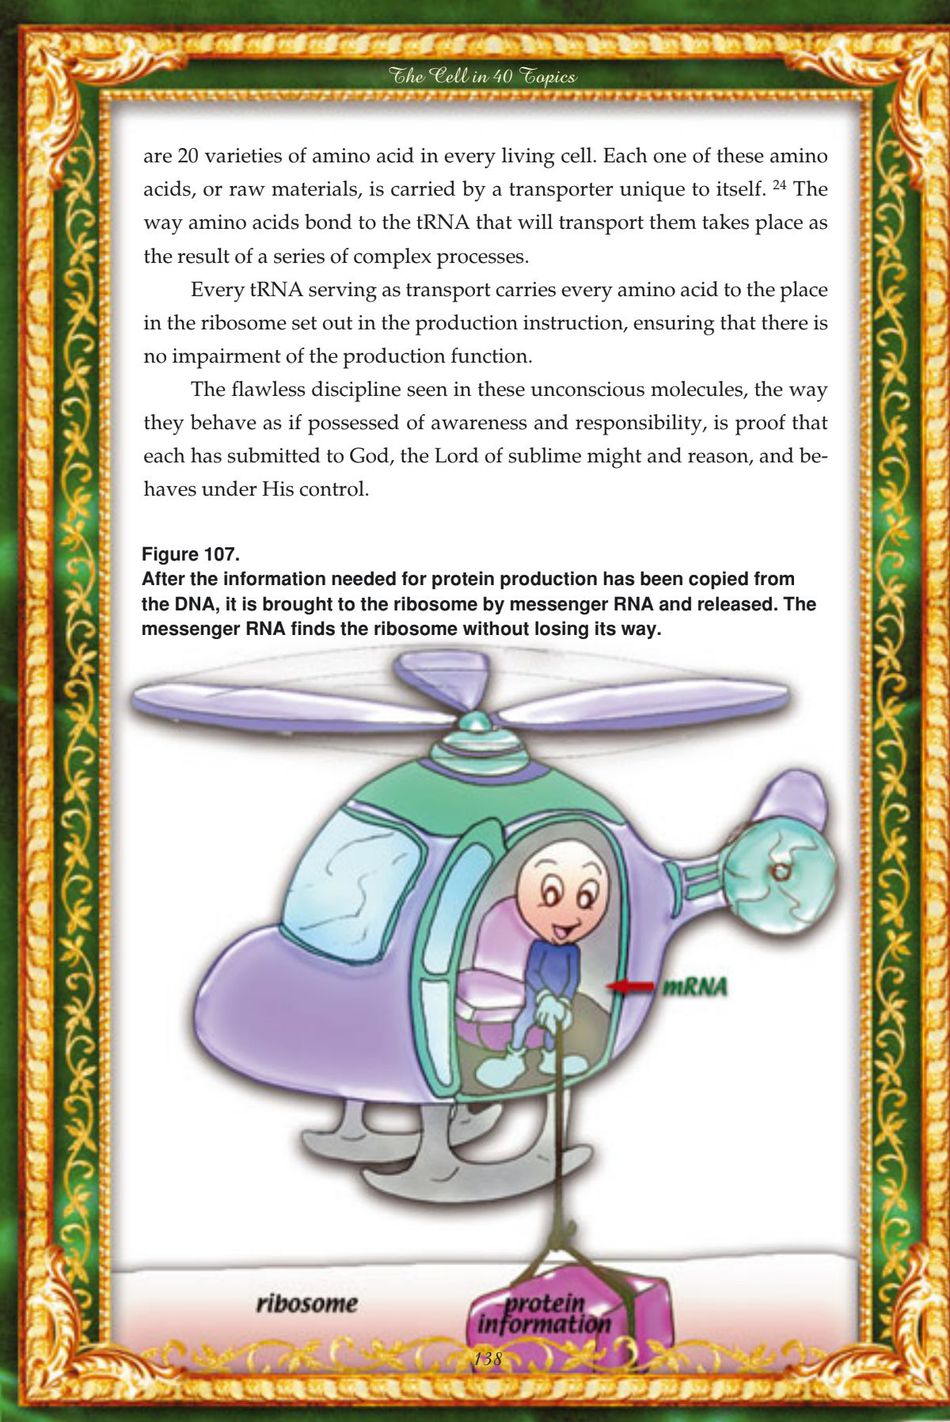 The Cell in 40 Topics
are 20 varieties of amino acid in every living cell. Each one of these amino
acids, or raw materials, is carried by a transporter unique to itself. 24 The
way amino acids bond to the tRNA that will transport them takes place as
the result of a series of complex processes.
Every tRNA serving as transport carries every amino acid to the place
in the ribosome set out in the production instruction, ensuring that there is
no impairment of the production function.
The flawless discipline seen in these unconscious molecules, the way
they behave as if possessed of awareness and responsibility, is proof that
each has submitted to God, the Lord of sublime might and reason, and be-
haves under His control.
Figure 107.
After the information needed for protein production has been copied from
the DNA, it is brought to the ribosome by messenger RNA and released. The
messenger RNA finds the ribosome without losing its way.
mRNA
ribosome
protein
information
138